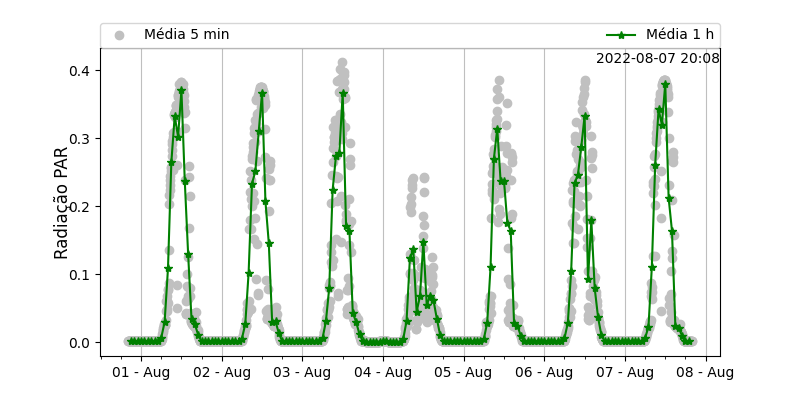 Média 5 min
Média 1 h
2022-08-07 20:08
Radiação PAR
0.4
0.3
0.2
0.1
0.0
01 - Aug
02 - Aug
03 - Aug
04 - Aug
05 - Aug
06 - Aug
07 - Aug
08 - Aug